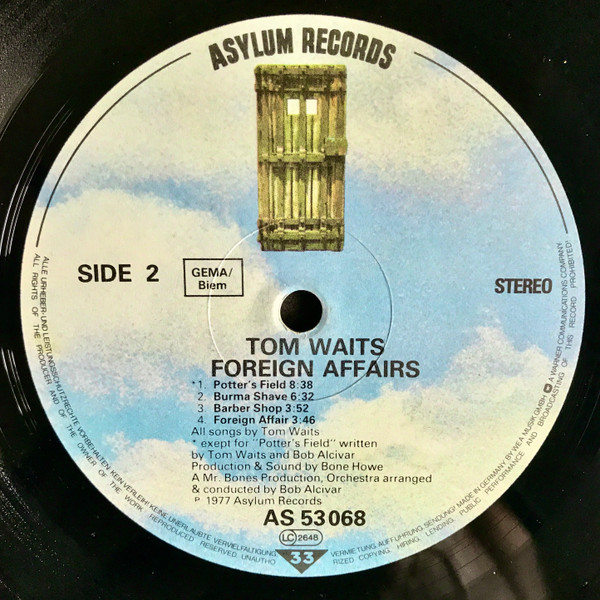 ASYLUM RECORDS
SIDE 2
GEMA/
Biem
STEREO
TOM WAITS
FOREIGN AFFAIRS
*1. Potter's Field 8:38
2. Burma Shave 6:32
3. Barber Shop 3:52
4. Foreign Affair 3:46
All songs by Tom Waits
* exept for "Potter's Field" written
by Tom Waits and Bob Alcivar
Production & Sound by Bone Howe
A Mr. Bones Production, Orchestra arranged
& conducted by Bob Alcivar
P 1977 Asylum Records
AS 53068
LC 2648
33
ALLE URHEBER- UND LEISTUNGSSCHUTZRECHTE VORBEHALTEN. KEIN VERLEIH! KEINE UNERLAUBTE VERVIELFÄLTIGUNG, VERMIETUNG, AUFFÜHRUNG, SENDUNG! MADE IN GERMANY BY WEA MUSIK GMBH A WARNER COMMUNICATIONS COMPANY
ALL RIGHTS OF THE PRODUCER AND OF THE OWNER OF THE WORK REPRODUCED RESERVED. UNAUTHORIZED. COPYING, HIRING, LENDING, PUBLIC PERFORMANCE AND BROADCASTING OF THIS RECORD PROHIBITED!